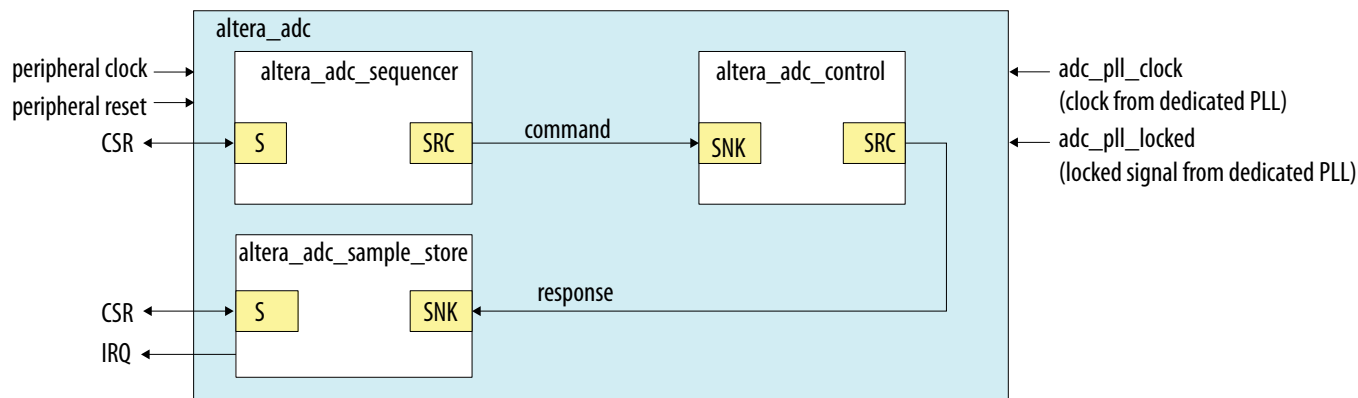 altera_adc
peripheral clock
peripheral reset
CSR
altera_adc_sequencer
S
SRC
command
altera_adc_control
SNK
SRC
adc_pll_clock
(clock from dedicated PLL)
adc_pll_locked
(locked signal from dedicated PLL)
altera_adc_sample_store
CSR
S
SNK
response
IRQ